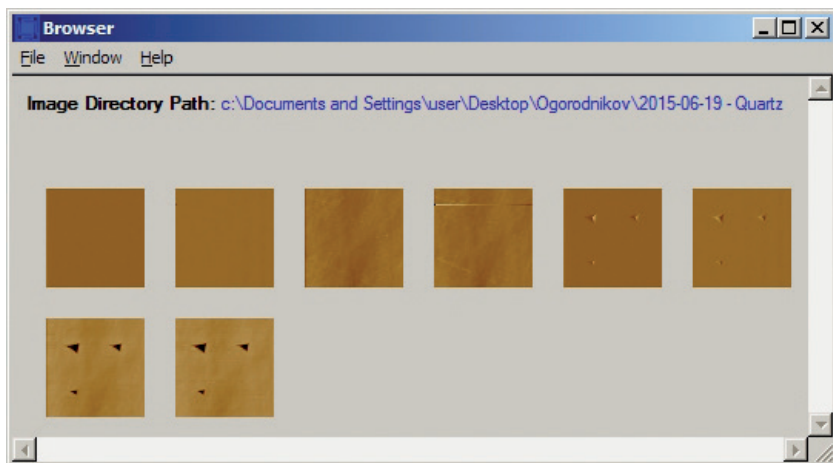 Browser
File Window Help
Image Directory Path: c:\Documents and Settings\user\Desktop\Ogorodnikov\2015-06-19 - Quartz